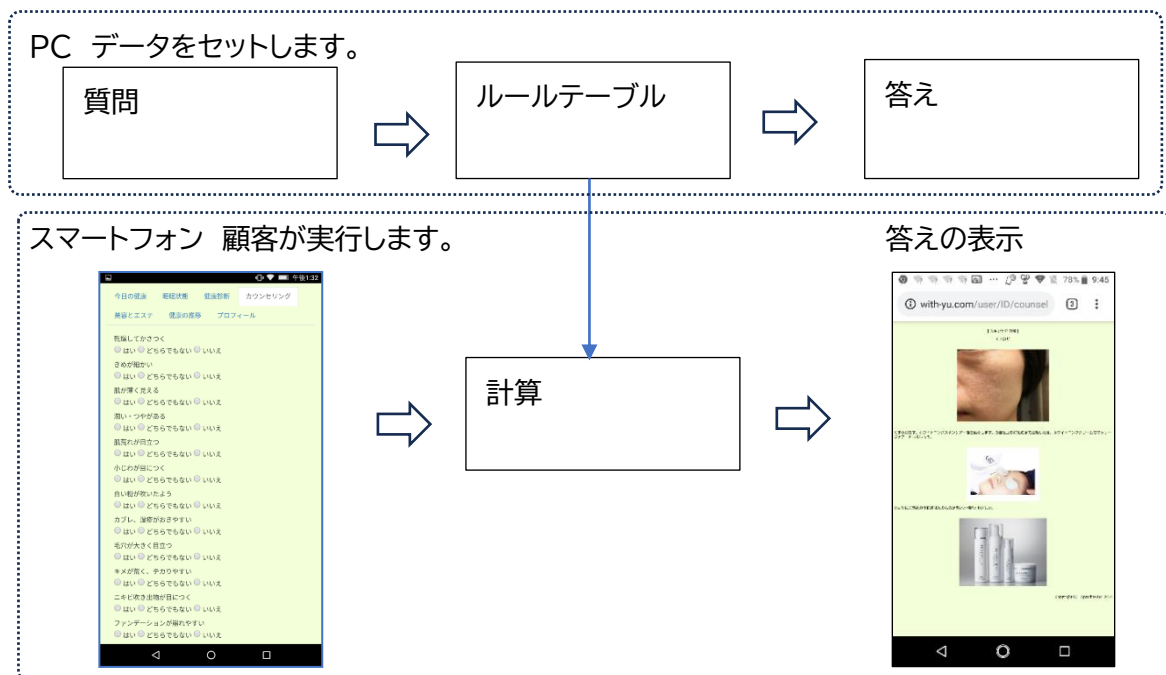 PC データをセットします。
質問
ルールテーブル
答え
スマートフォン 顧客が実行します。
答えの表示
午後1:32
今日の健康 睡眠状態 健康診断 カウンセリング
美容とエステ 健康の推移 プロフィール
乾燥してかさつく
はい どちらでもない いいえ
きめが細かい
はい どちらでもない いいえ
肌が薄く見える
はい どちらでもない いいえ
潤い・つやがある
はい どちらでもない いいえ
肌荒れが目立つ
はい どちらでもない いいえ
小じわが目につく
はい どちらでもない いいえ
白い粉が吹いたよう
はい どちらでもない いいえ
カブレ、湿疹がおきやすい
はい どちらでもない いいえ
毛穴が大きく目立つ
はい どちらでもない いいえ
キメが荒く、テカりやすい
はい どちらでもない いいえ
ニキビ吹き出物が目につく
はい どちらでもない いいえ
ファンデーションが崩れやすい
はい どちらでもない いいえ
計算
78% 9:45
with-yu.com/user/ID/counsel